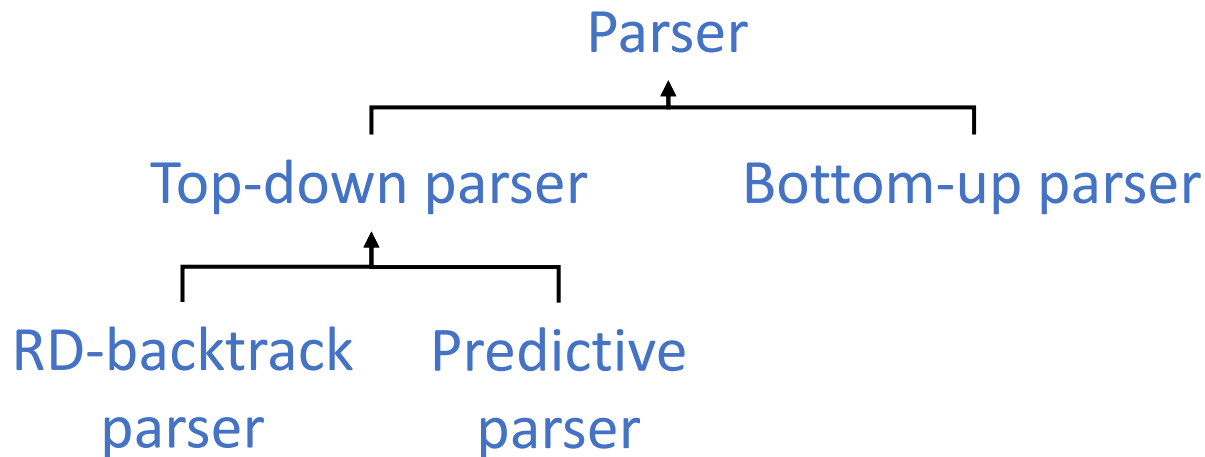 Parser
Top-down parser
Bottom-up parser
RD-backtrack
parser
Predictive
parser